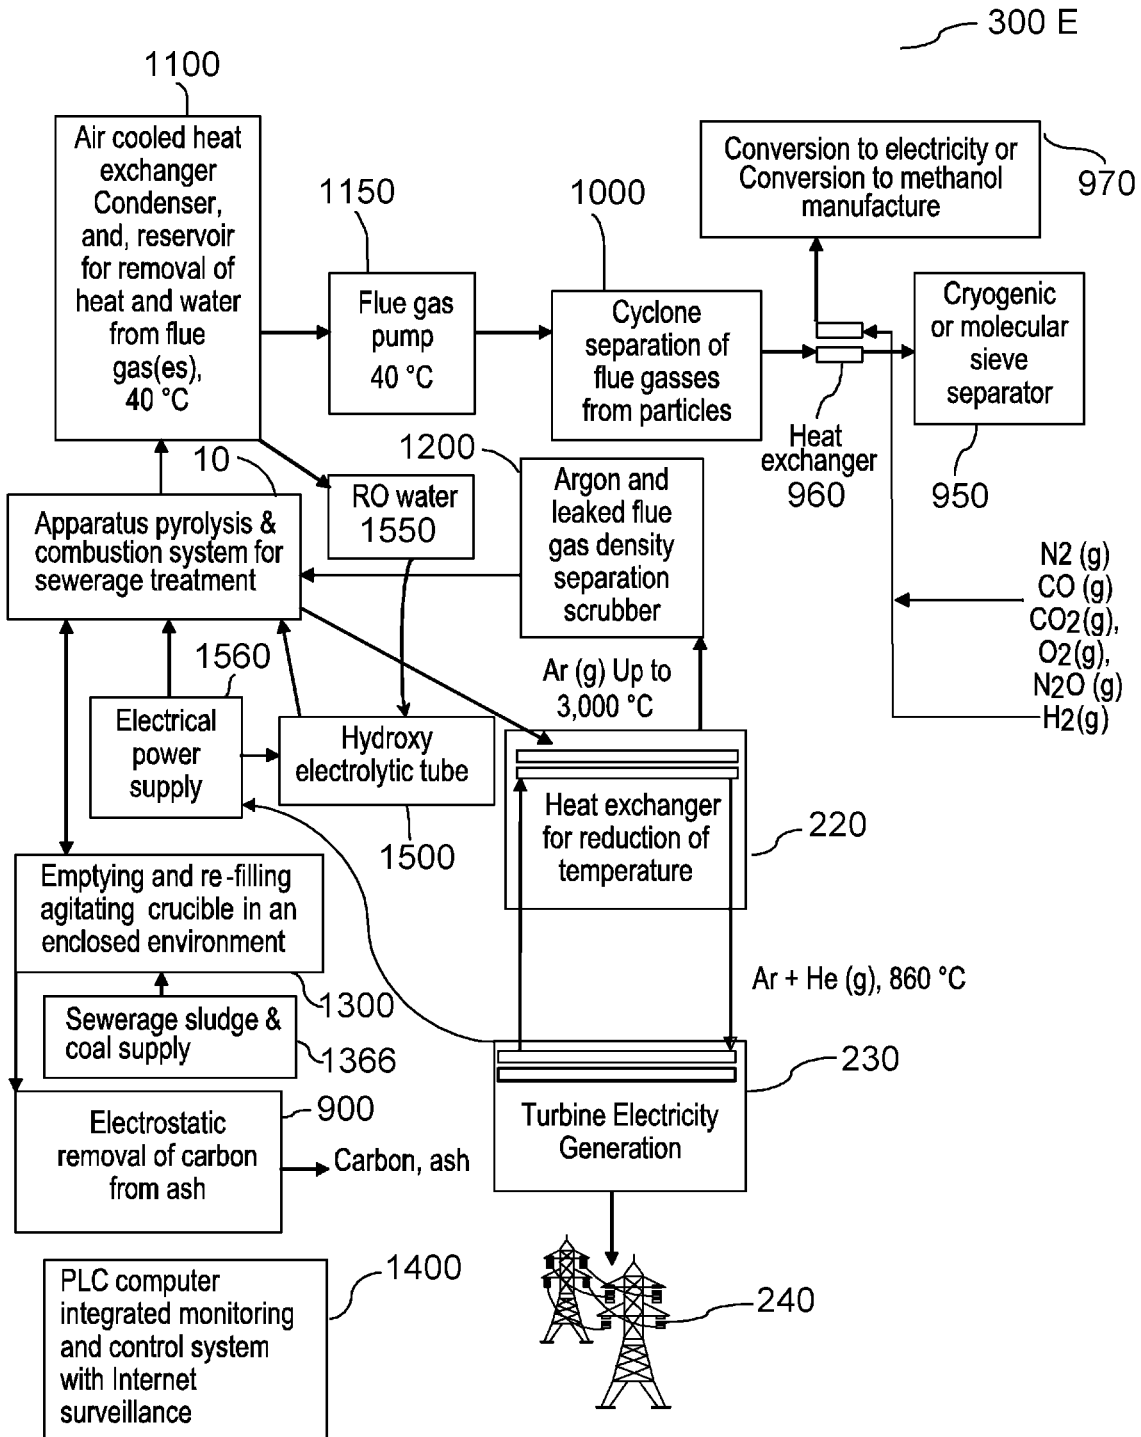 300 E
1100
Air cooled heat
exchanger
Condenser,
and, reservoir
for removal of
heat and water
from flue
gas(es),
40 °C
1150
Flue gas
pump
40 °C
1000
Cyclone
separation of
flue gasses
from particles
Conversion to electricity or
Conversion to methanol
manufacture
970
Cryogenic
or molecular
sieve
separator
950
Heat
exchanger
960
N2 (g)
CO (g)
CO2(g),
O2(g),
N2O (g)
H2(g)
10
Apparatus pyrolysis &
combustion system for
sewerage treatment
RO water
1550
1200
Argon and
leaked flue
gas density
separation
scrubber
Ar (g) Up to
3,000 °C
1560
Electrical
power
supply
Hydroxy
electrolytic tube
1500
Heat exchanger
for reduction of
temperature
220
Emptying and re-filling
agitating crucible in an
enclosed environment
1300
Sewerage sludge &
coal supply
1366
Ar + He (g), 860 °C
Turbine Electricity
Generation
230
900
Electrostatic
removal of carbon
from ash
Carbon, ash
240
PLC computer
integrated monitoring
and control system
with Internet
surveillance
1400